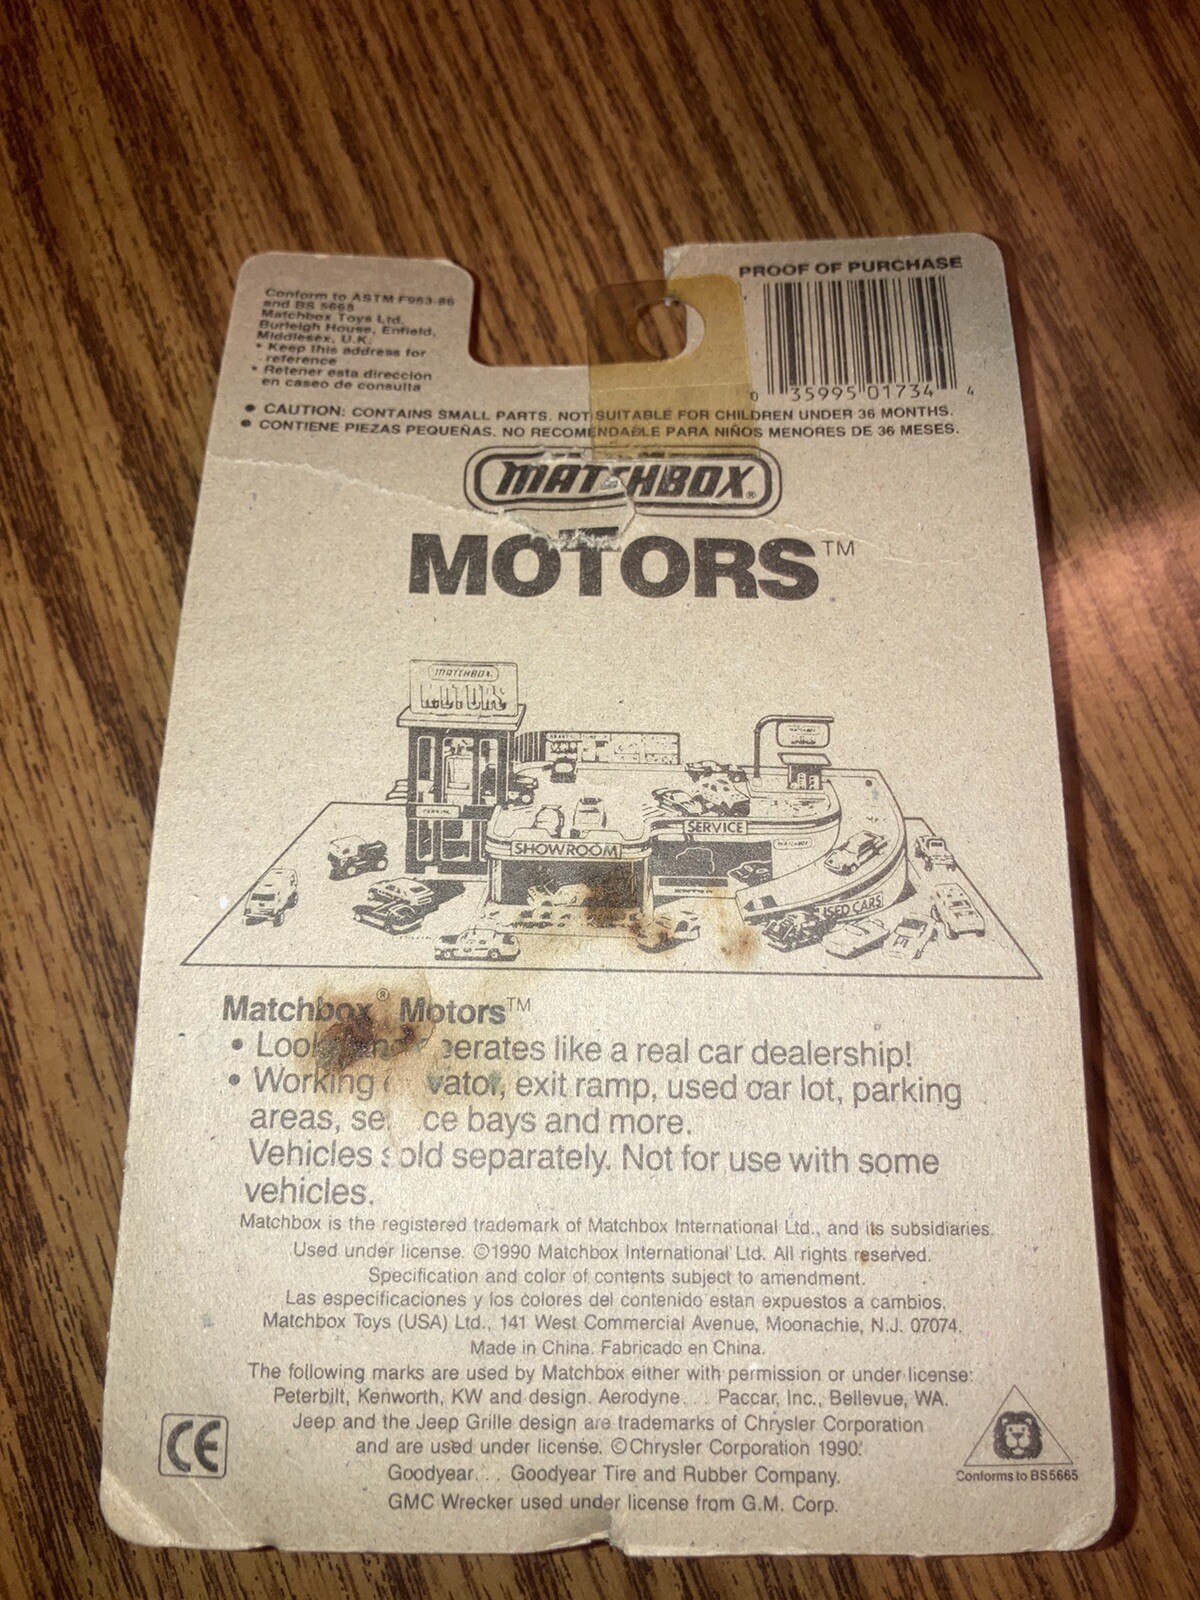 Conform to ASTM F963-86
and BS 5665
Matchbox Toys Ltd.
Burleigh House, Enfield,
Middlesex, U.K.
• Keep this address for
reference
• Retener esta direccion
en caseo de consulta
PROOF OF PURCHASE
0 35995 01734 4
• CAUTION: CONTAINS SMALL PARTS. NOT SUITABLE FOR CHILDREN UNDER 36 MONTHS.
• CONTIENE PIEZAS PEQUEÑAS. NO RECOMENDABLE PARA NIÑOS MENORES DE 36 MESES.
MATCHBOX®
MOTORS™
MATCHBOX
MOTORS
SHOWROOM
SERVICE
MATCHBOX
USED CARS
Matchbox® Motors™
• Look erates like a real car dealership!
• Working vator, exit ramp, used car lot, parking
areas, se ce bays and more.
Vehicles sold separately. Not for use with some
vehicles.
Matchbox is the registered trademark of Matchbox International Ltd., and its subsidiaries.
Used under license. ©1990 Matchbox International Ltd. All rights reserved.
Specification and color of contents subject to amendment.
Las especificaciones y los colores del contenido estan expuestos a cambios.
Matchbox Toys (USA) Ltd., 141 West Commercial Avenue, Moonachie, N.J. 07074.
Made in China. Fabricado en China.
The following marks are used by Matchbox either with permission or under license:
Peterbilt, Kenworth, KW and design. Aerodyne. . . Paccar, Inc., Bellevue, WA.
Jeep and the Jeep Grille design are trademarks of Chrysler Corporation
and are used under license. ©Chrysler Corporation 1990.
Goodyear. . . Goodyear Tire and Rubber Company.
GMC Wrecker used under license from G.M. Corp.
CE
Conforms to BS5665